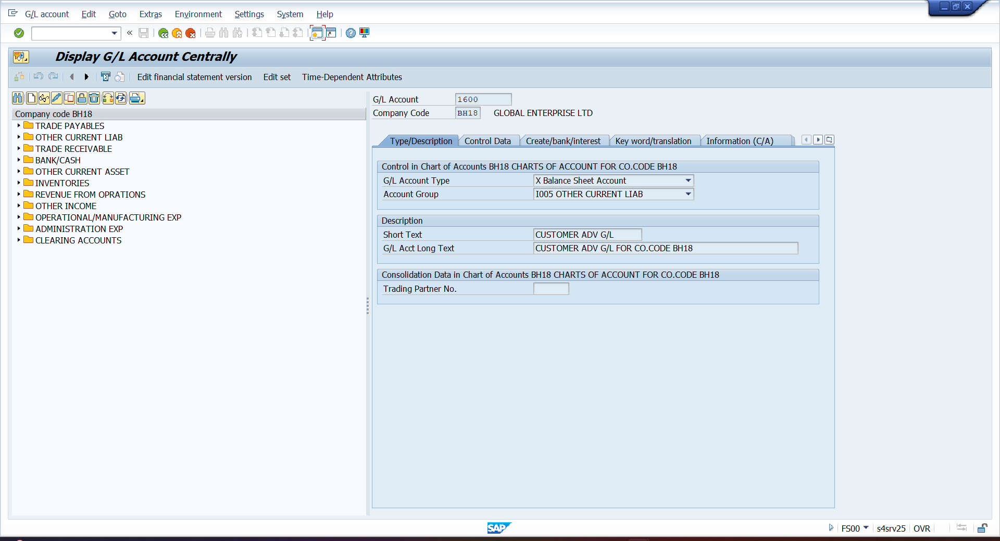 G/L account Edit Goto Extras Environment Settings System Help
Display G/L Account Centrally
Edit financial statement version Edit set Time-Dependent Attributes
Company code BH18
TRADE PAYABLES
OTHER CURRENT LIAB
TRADE RECEIVABLE
BANK/CASH
OTHER CURRENT ASSET
INVENTORIES
REVENUE FROM OPRATIONS
OTHER INCOME
OPERATIONAL/MANUFACTURING EXP
ADMINISTRATION EXP
CLEARING ACCOUNTS
G/L Account 1600
Company Code BH18 GLOBAL ENTERPRISE LTD
Type/Description Control Data Create/bank/interest Key word/translation Information (C/A)
Control in Chart of Accounts BH18 CHARTS OF ACCOUNT FOR CO.CODE BH18
G/L Account Type X Balance Sheet Account
Account Group I005 OTHER CURRENT LIAB
Description
Short Text CUSTOMER ADV G/L
G/L Acct Long Text CUSTOMER ADV G/L FOR CO.CODE BH18
Consolidation Data in Chart of Accounts BH18 CHARTS OF ACCOUNT FOR CO.CODE BH18
Trading Partner No.
SAP FS00 s4srv25 OVR